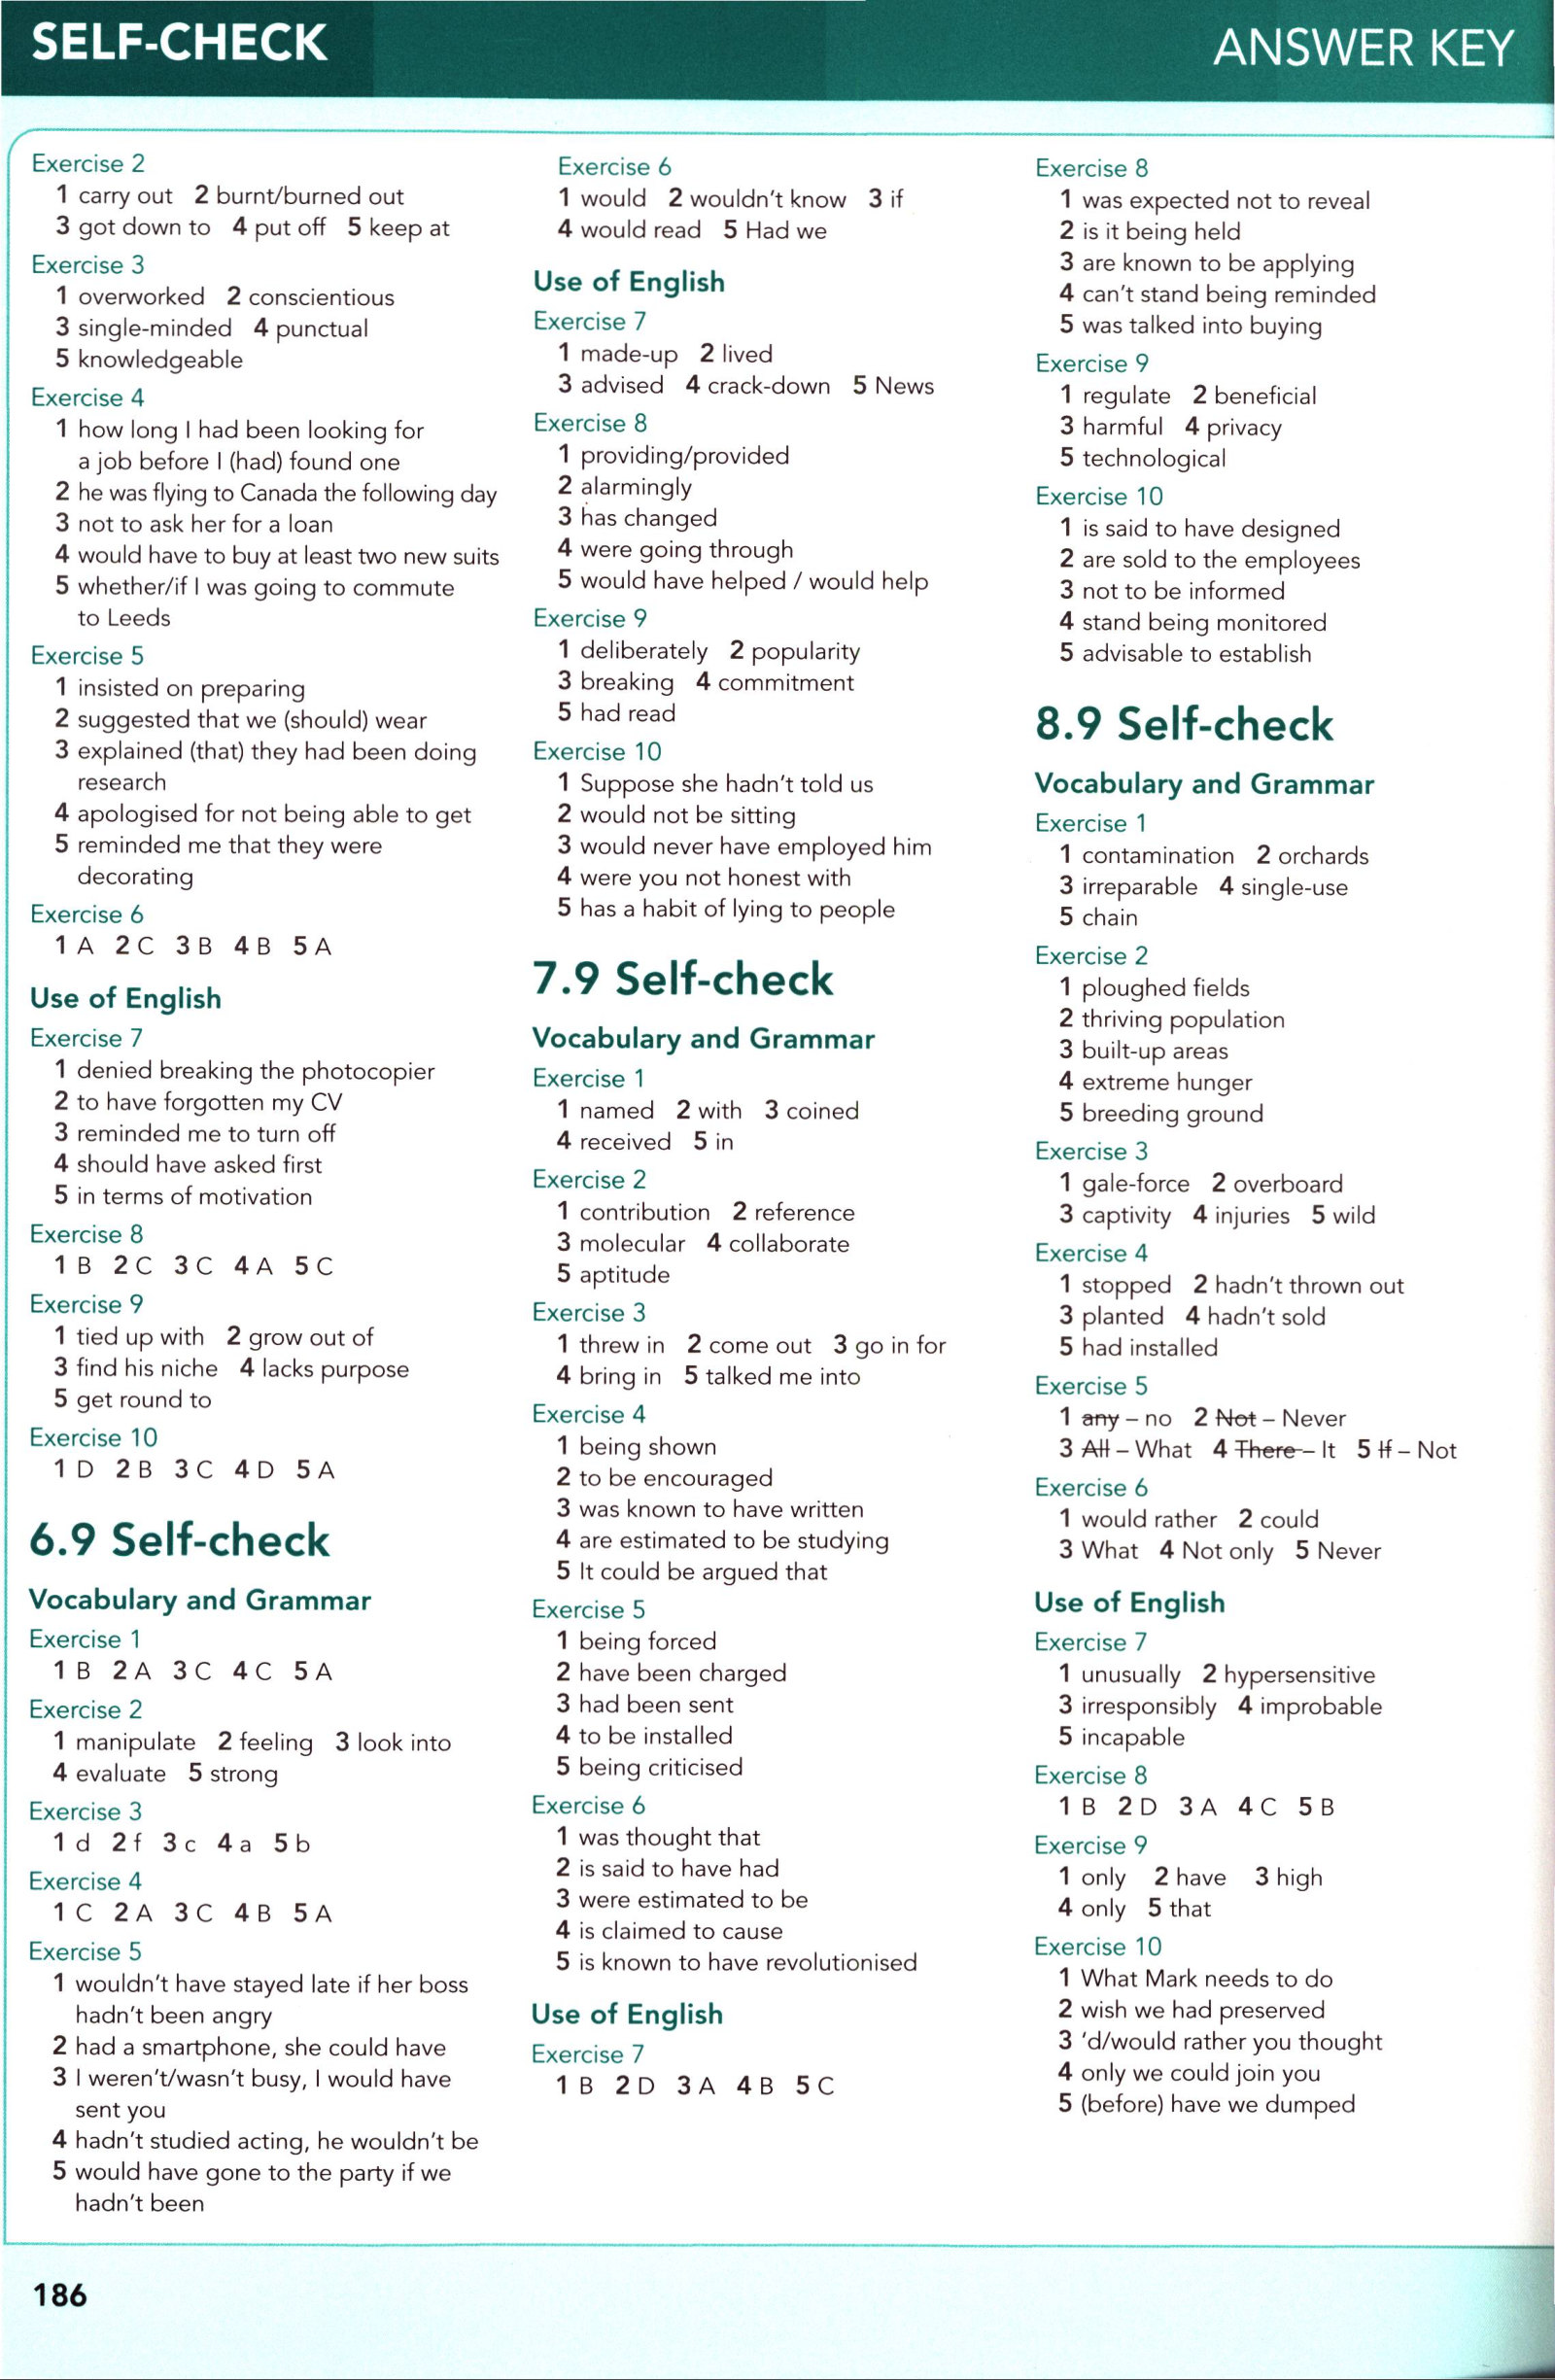 SELF-CHECK
ANSWER KEY
Exercise 2
1 carry out 2 burnt/burned out
3 got down to 4 put off 5 keep at
Exercise 3
1 overworked 2 conscientious
3 single-minded 4 punctual
5 knowledgeable
Exercise 4
1 how long I had been looking for
a job before I (had) found one
2 he was flying to Canada the following day
3 not to ask her for a loan
4 would have to buy at least two new suits
5 whether/if I was going to commute
to Leeds
Exercise 5
1 insisted on preparing
2 suggested that we (should) wear
3 explained (that) they had been doing
research
4 apologised for not being able to get
5 reminded me that they were
decorating
Exercise 6
1 A 2 C 3 B 4 B 5 A
Use of English
Exercise 7
1 denied breaking the photocopier
2 to have forgotten my CV
3 reminded me to turn off
4 should have asked first
5 in terms of motivation
Exercise 8
1 B 2 C 3 C 4 A 5 C
Exercise 9
1 tied up with 2 grow out of
3 find his niche 4 lacks purpose
5 get round to
Exercise 10
1 D 2 B 3 C 4 D 5 A
6.9 Self-check
Vocabulary and Grammar
Exercise 1
1 B 2 A 3 C 4 C 5 A
Exercise 2
1 manipulate 2 feeling 3 look into
4 evaluate 5 strong
Exercise 3
1 d 2 f 3 c 4 a 5 b
Exercise 4
1 C 2 A 3 C 4 B 5 A
Exercise 5
1 wouldn't have stayed late if her boss
hadn't been angry
2 had a smartphone, she could have
3 I weren't/wasn't busy, I would have
sent you
4 hadn't studied acting, he wouldn't be
5 would have gone to the party if we
hadn't been
Exercise 6
1 would 2 wouldn't know 3 if
4 would read 5 Had we
Use of English
Exercise 7
1 made-up 2 lived
3 advised 4 crack-down 5 News
Exercise 8
1 providing/provided
2 alarmingly
3 has changed
4 were going through
5 would have helped / would help
Exercise 9
1 deliberately 2 popularity
3 breaking 4 commitment
5 had read
Exercise 10
1 Suppose she hadn't told us
2 would not be sitting
3 would never have employed him
4 were you not honest with
5 has a habit of lying to people
7.9 Self-check
Vocabulary and Grammar
Exercise 1
1 named 2 with 3 coined
4 received 5 in
Exercise 2
1 contribution 2 reference
3 molecular 4 collaborate
5 aptitude
Exercise 3
1 threw in 2 come out 3 go in for
4 bring in 5 talked me into
Exercise 4
1 being shown
2 to be encouraged
3 was known to have written
4 are estimated to be studying
5 It could be argued that
Exercise 5
1 being forced
2 have been charged
3 had been sent
4 to be installed
5 being criticised
Exercise 6
1 was thought that
2 is said to have had
3 were estimated to be
4 is claimed to cause
5 is known to have revolutionised
Use of English
Exercise 7
1 B 2 D 3 A 4 B 5 C
Exercise 8
1 was expected not to reveal
2 is it being held
3 are known to be applying
4 can't stand being reminded
5 was talked into buying
Exercise 9
1 regulate 2 beneficial
3 harmful 4 privacy
5 technological
Exercise 10
1 is said to have designed
2 are sold to the employees
3 not to be informed
4 stand being monitored
5 advisable to establish
8.9 Self-check
Vocabulary and Grammar
Exercise 1
1 contamination 2 orchards
3 irreparable 4 single-use
5 chain
Exercise 2
1 ploughed fields
2 thriving population
3 built-up areas
4 extreme hunger
5 breeding ground
Exercise 3
1 gale-force 2 overboard
3 captivity 4 injuries 5 wild
Exercise 4
1 stopped 2 hadn't thrown out
3 planted 4 hadn't sold
5 had installed
Exercise 5
1 any – no 2 Not – Never
3 All – What 4 There – It 5 If – Not
Exercise 6
1 would rather 2 could
3 What 4 Not only 5 Never
Use of English
Exercise 7
1 unusually 2 hypersensitive
3 irresponsibly 4 improbable
5 incapable
Exercise 8
1 B 2 D 3 A 4 C 5 B
Exercise 9
1 only 2 have 3 high
4 only 5 that
Exercise 10
1 What Mark needs to do
2 wish we had preserved
3 'd/would rather you thought
4 only we could join you
5 (before) have we dumped
186